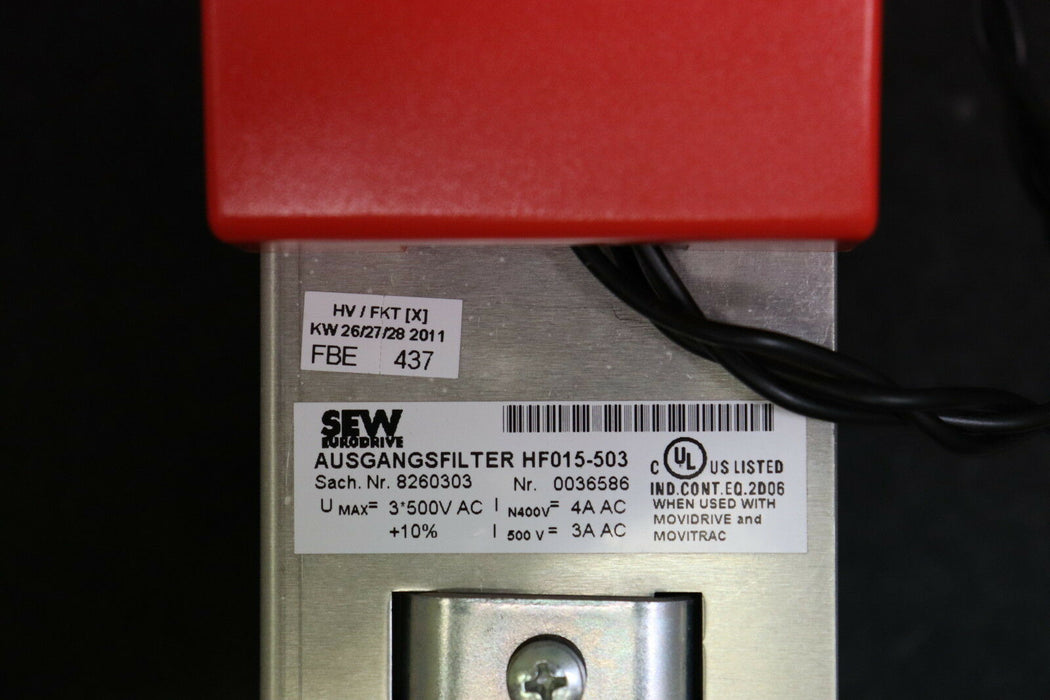 HV / FKT [X]
KW 26/27/28 2011
FBE 437
SEW
EURODRIVE
AUSGANGSFILTER HF015-503
Sach. Nr. 8260303 Nr. 0036586
U MAX= 3*500V AC I N400V= 4A AC
+10% I 500 V= 3A AC
C UL US LISTED
IND.CONT.EQ.2D06
WHEN USED WITH
MOVIDRIVE and
MOVITRAC